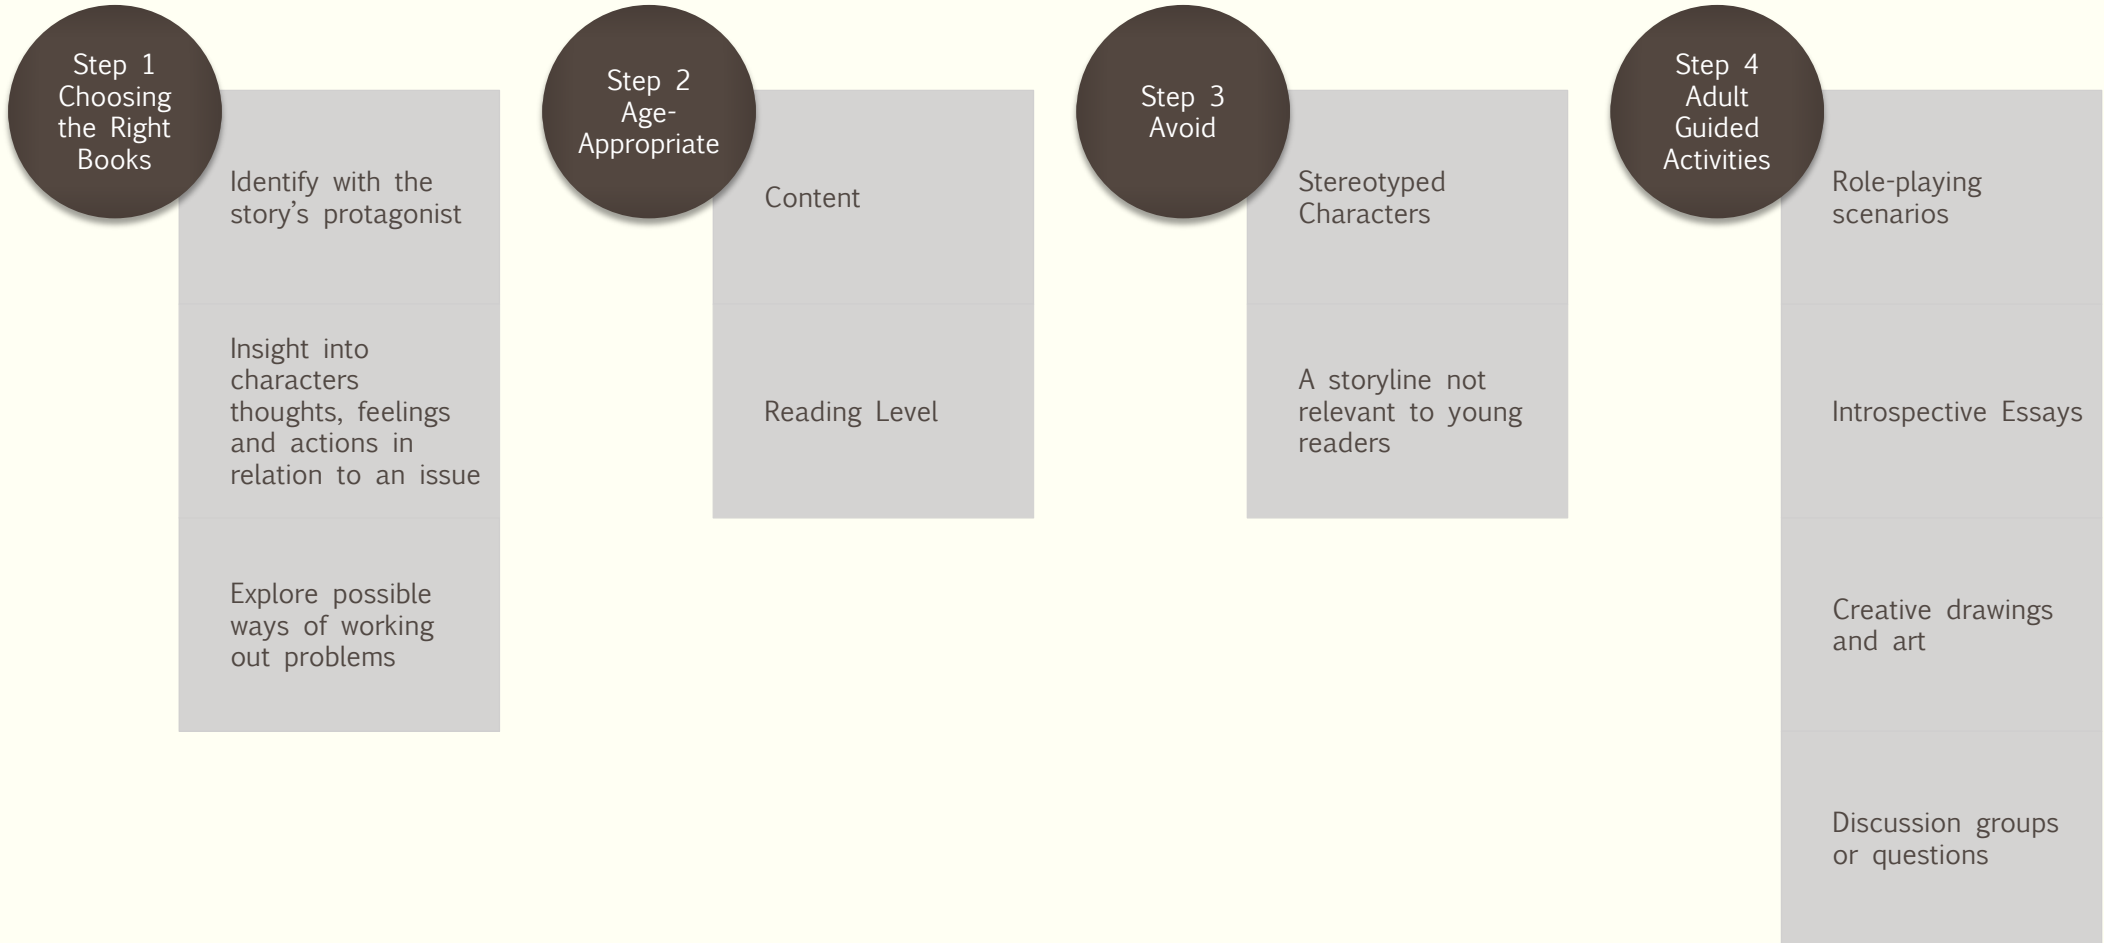 Step 1
Choosing
the Right
Books
Identify with the
story’s protagonist
Insight into
characters
thoughts, feelings
and actions in
relation to an issue
Explore possible
ways of working
out problems
Step 2
Age-
Appropriate
Content
Reading Level
Step 3
Avoid
Stereotyped
Characters
A storyline not
relevant to young
readers
Step 4
Adult
Guided
Activities
Role-playing
scenarios
Introspective Essays
Creative drawings
and art
Discussion groups
or questions